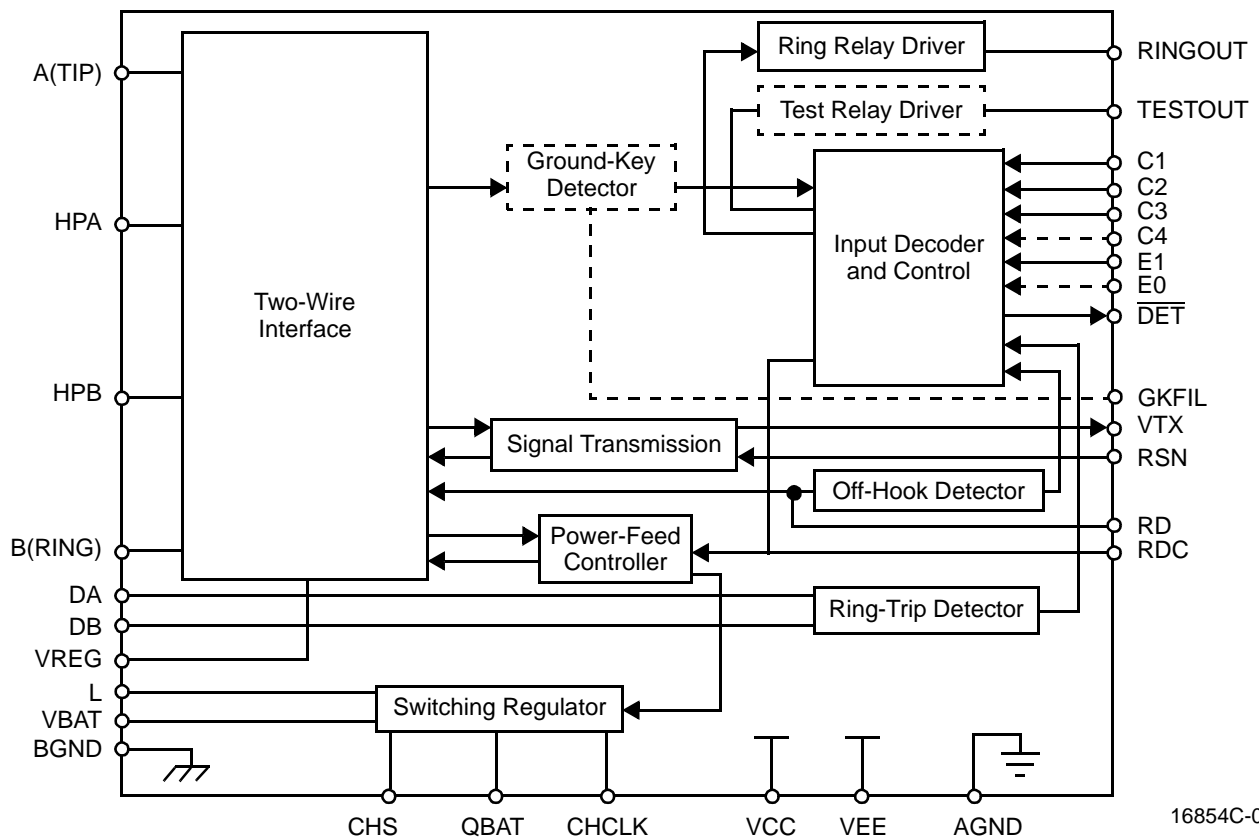 Ring Relay Driver
RINGOUT
A(TIP)
Test Relay Driver
TESTOUT
Ground-Key
Detector
C1
C2
C3
C4
E1
E0
DET
HPA
Input Decoder
and Control
Two-Wire
Interface
HPB
GKFIL
VTX
Signal Transmission
RSN
Off-Hook Detector
RD
B(RING)
Power-Feed
Controller
RDC
DA
DB
Ring-Trip Detector
VREG
L
VBAT
Switching Regulator
BGND
CHS
QBAT
CHCLK
VCC
VEE
AGND
16854C-0